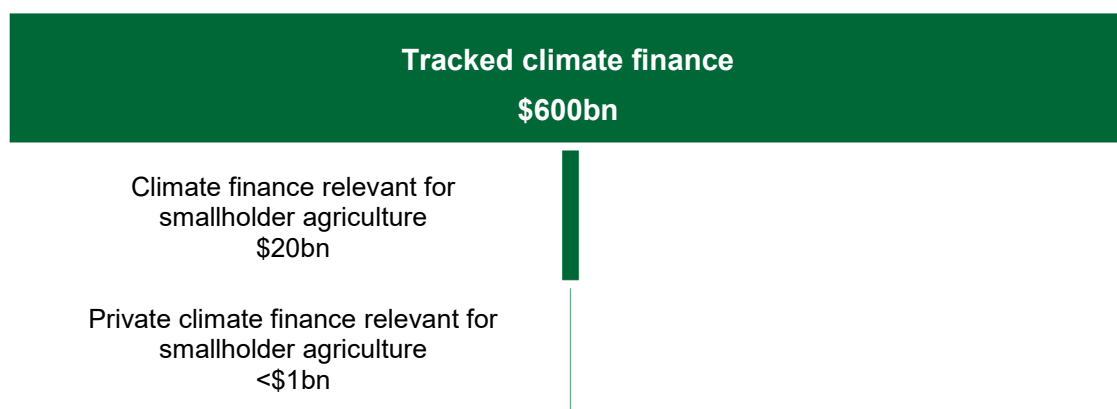 Tracked climate finance
$600bn
Climate finance relevant for
smallholder agriculture
$20bn
Private climate finance relevant for
smallholder agriculture
<$1bn